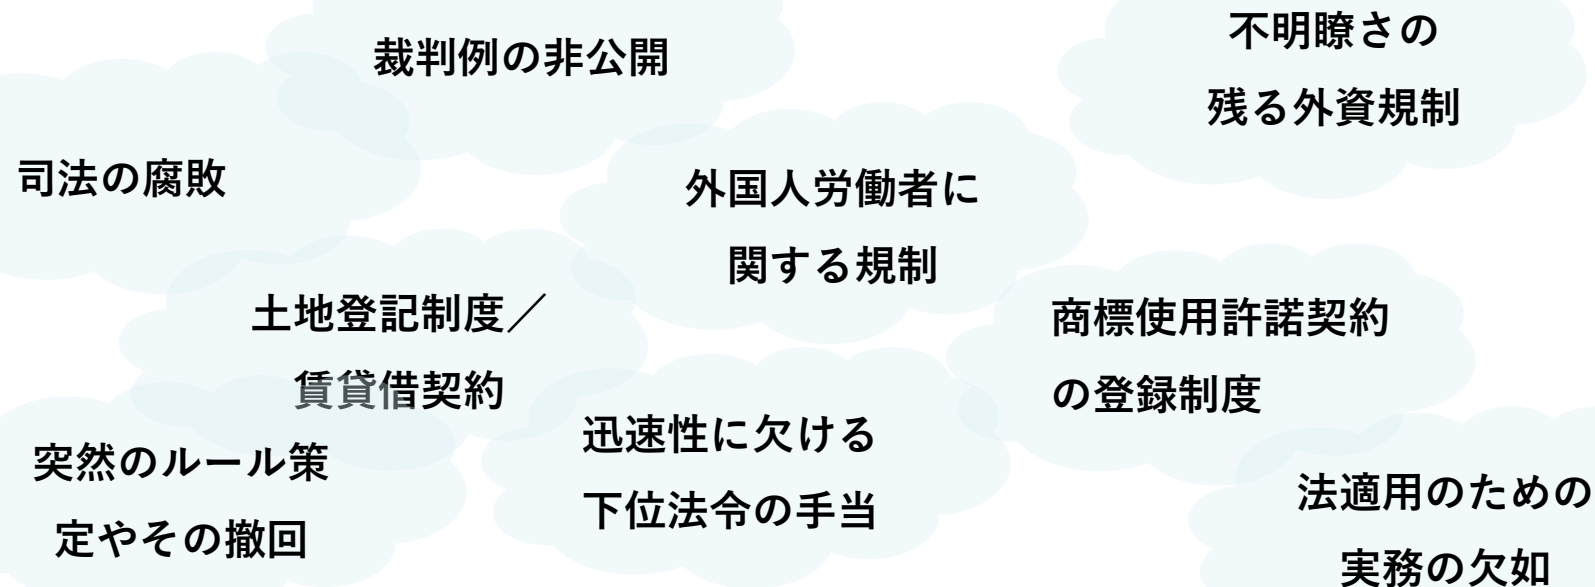 裁判例の非公開
不明瞭さの
残る外資規制
司法の腐敗
外国人労働者に
関する規制
土地登記制度／
賃貸借契約
商標使用許諾契約
の登録制度
突然のルール策
定やその撤回
迅速性に欠ける
下位法令の手当
法適用のための
実務の欠如